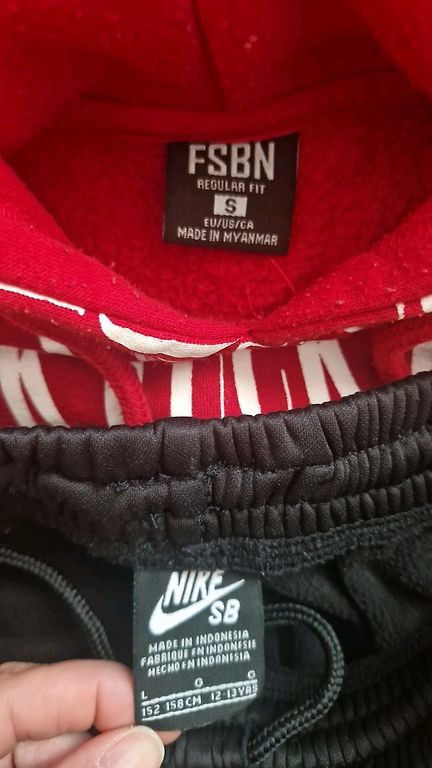 FSBN
REGULAR FIT
S
EU/US/CA
MADE IN MYANMAR
NIKE
SB
MADE IN INDONESIA
FABRIQUE EN INDONESIE
HECHO EN INDONESIA
L G G
152 158CM 12-13YRS